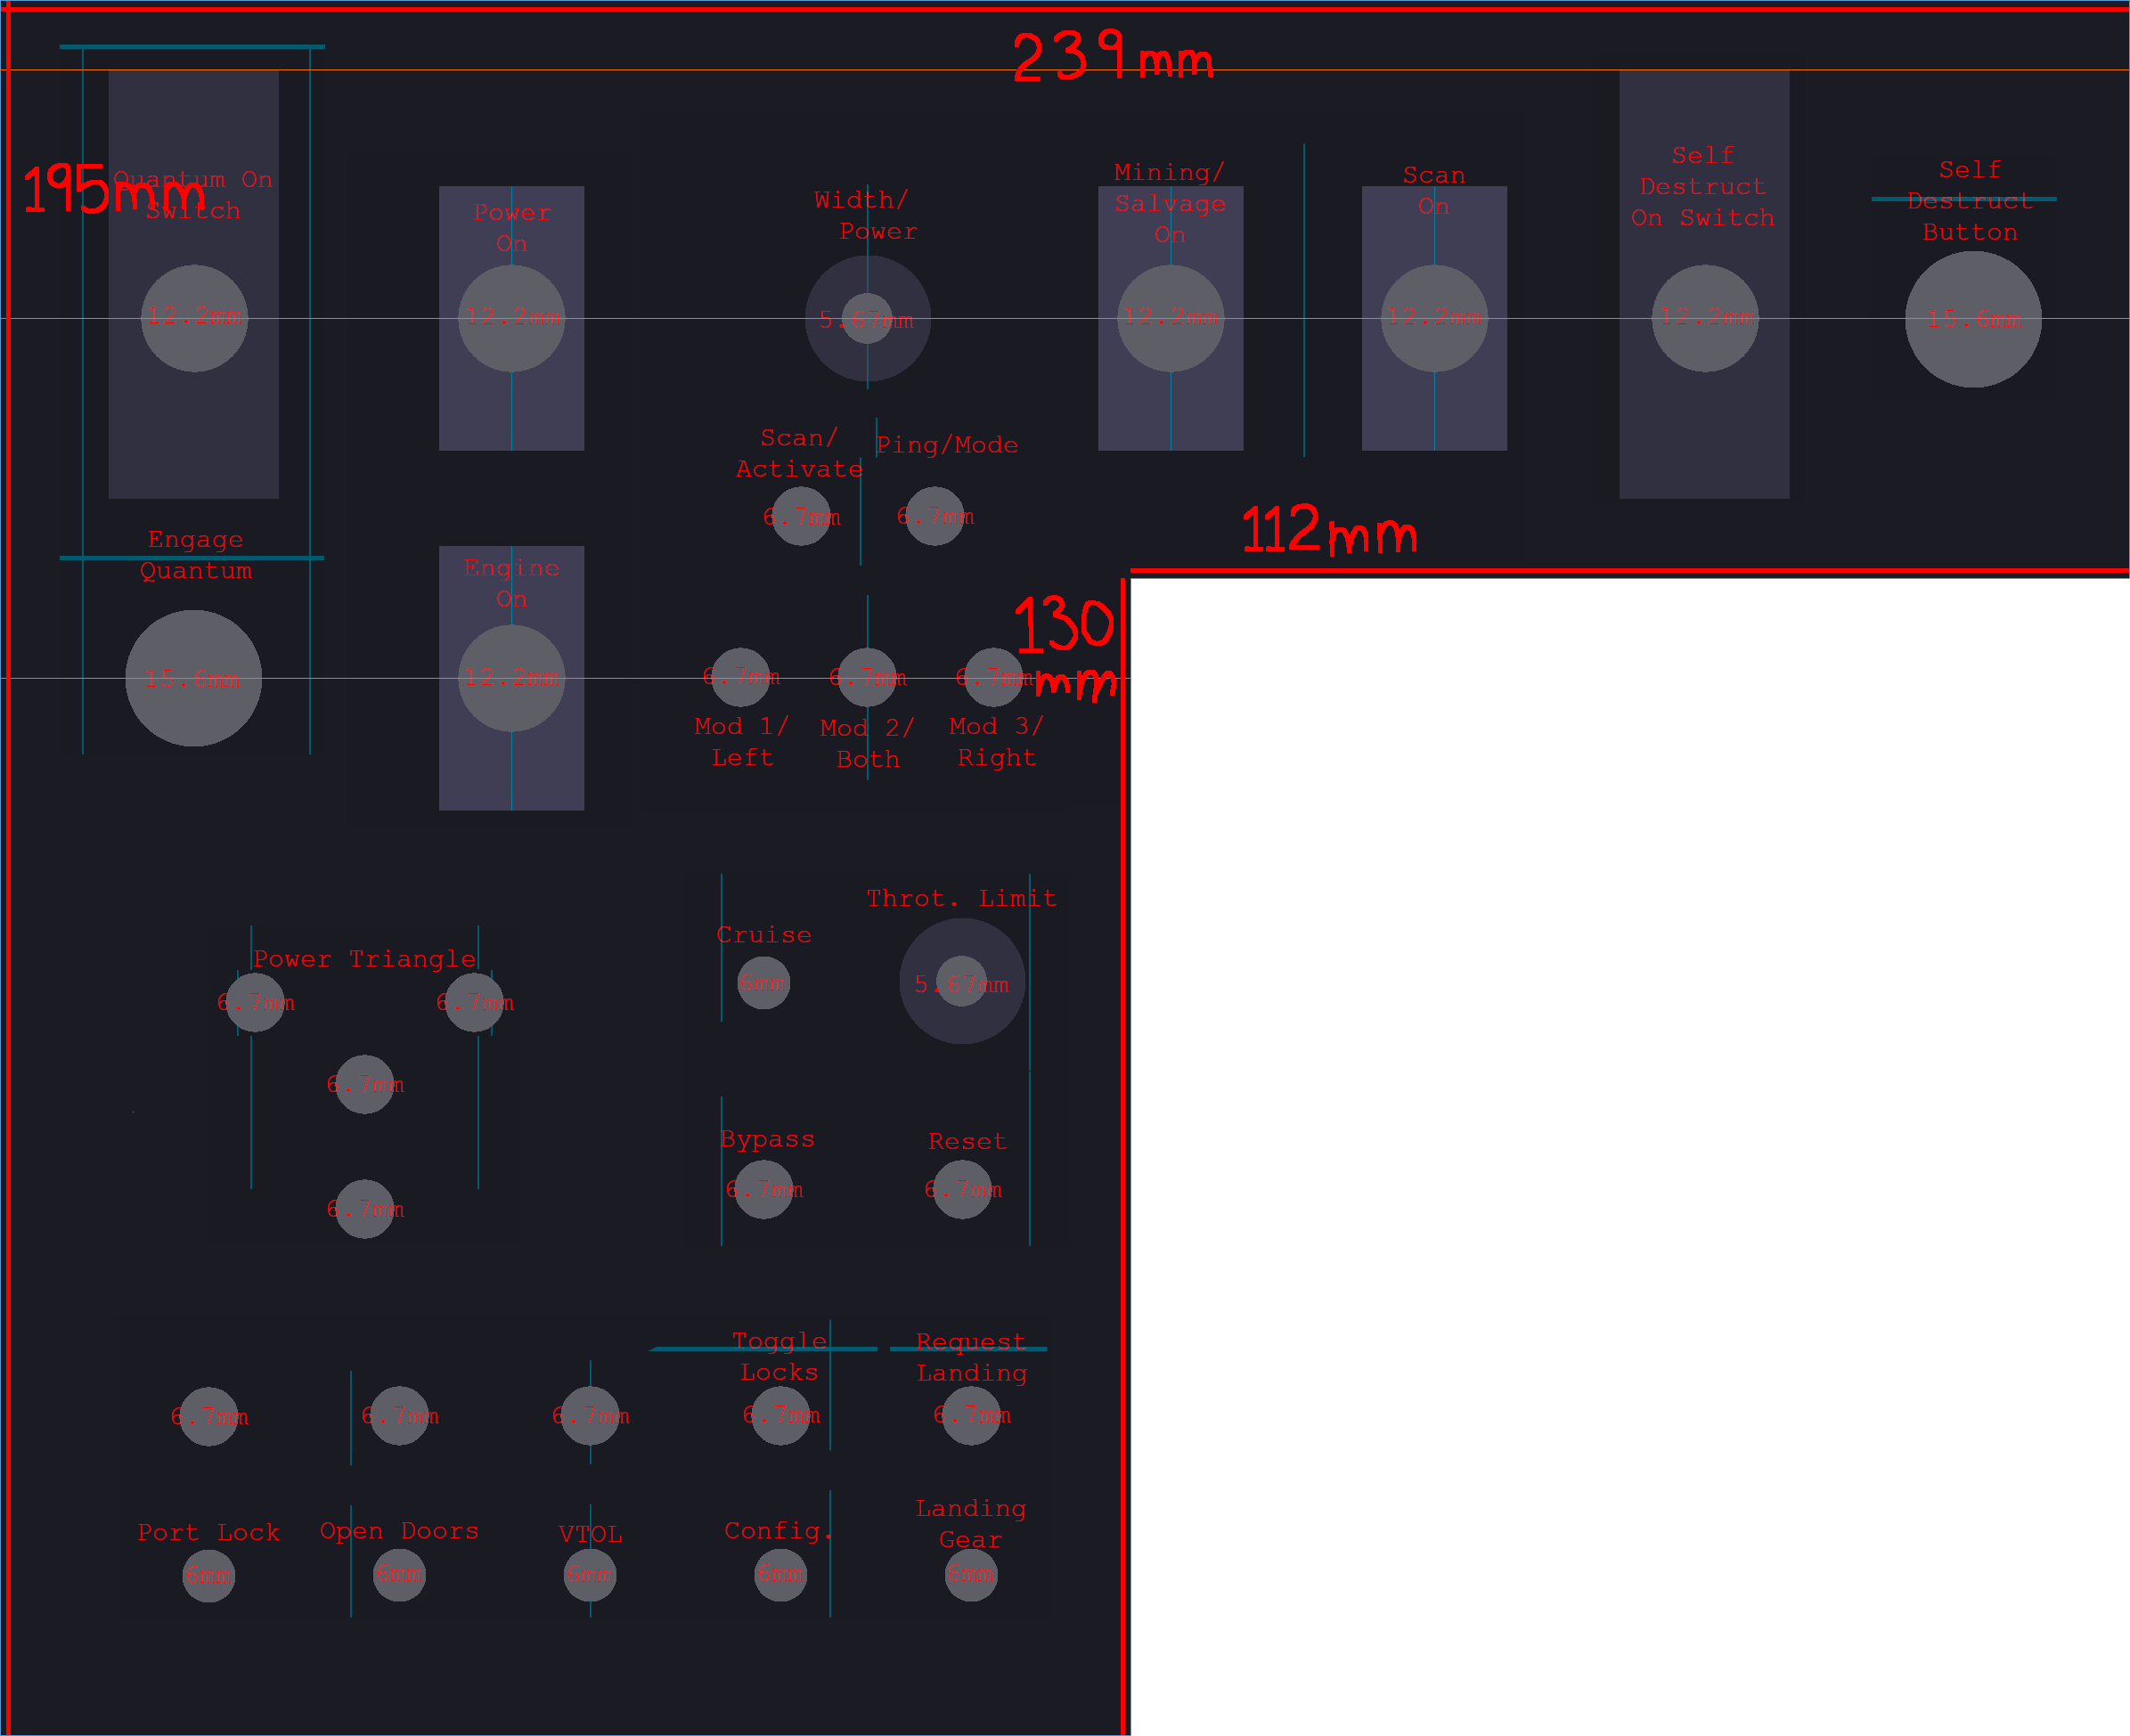 239mm
195mm
Quantum On
Switch
12.2mm
Power
On
12.2mm
Width/
Power
5.67mm
Mining/
Salvage
On
12.2mm
Scan
On
12.2mm
Self
Destruct
On Switch
12.2mm
Self
Destruct
Button
15.6mm
Scan/
Activate
6.7mm
Ping/Mode
6.7mm
112mm
Engage
Quantum
15.6mm
Engine
On
12.2mm
130
mm
6.7mm
6.7mm
6.7mm
Mod 1/
Left
Mod 2/
Both
Mod 3/
Right
Power Triangle
6.7mm
6.7mm
6.7mm
6.7mm
Cruise
6mm
Throt. Limit
5.67mm
Bypass
6.7mm
Reset
6.7mm
Toggle
Locks
Request
Landing
6.7mm
6.7mm
6.7mm
6.7mm
6.7mm
Port Lock
Open Doors
VTOL
Config.
Landing
Gear
6mm
6mm
6mm
6mm
6mm